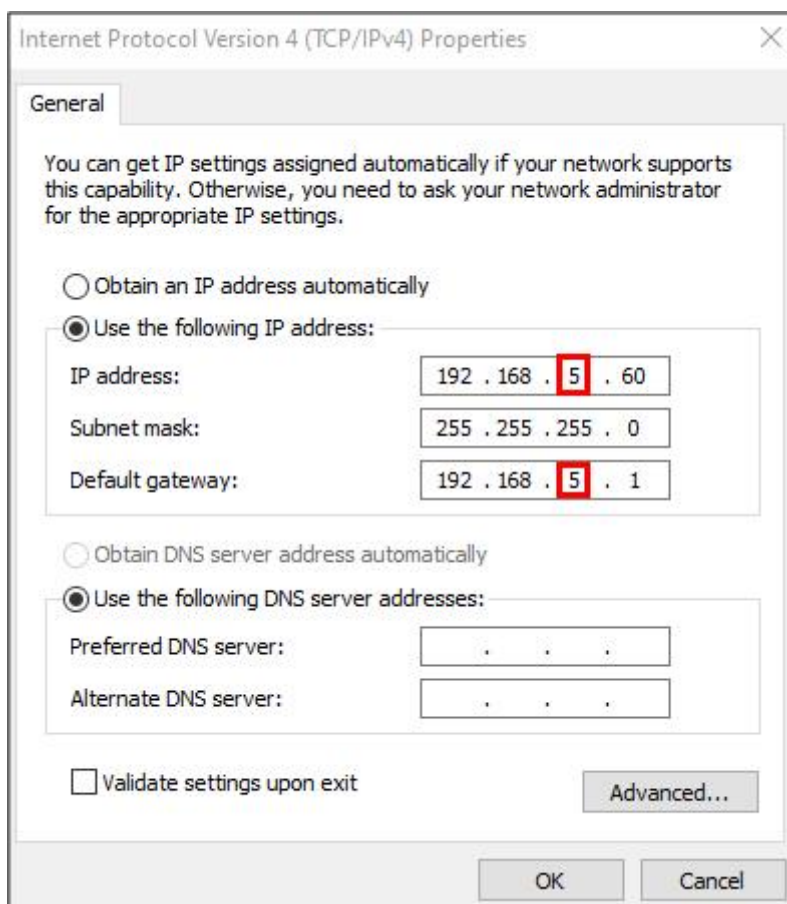 Internet Protocol Version 4 (TCP/IPv4) Properties
General
You can get IP settings assigned automatically if your network supports
this capability. Otherwise, you need to ask your network administrator
for the appropriate IP settings.
Obtain an IP address automatically
Use the following IP address:
IP address: 192 . 168 . 5 . 60
Subnet mask: 255 . 255 . 255 . 0
Default gateway: 192 . 168 . 5 . 1
Obtain DNS server address automatically
Use the following DNS server addresses:
Preferred DNS server: . . .
Alternate DNS server: . . .
Validate settings upon exit
Advanced...
OK Cancel